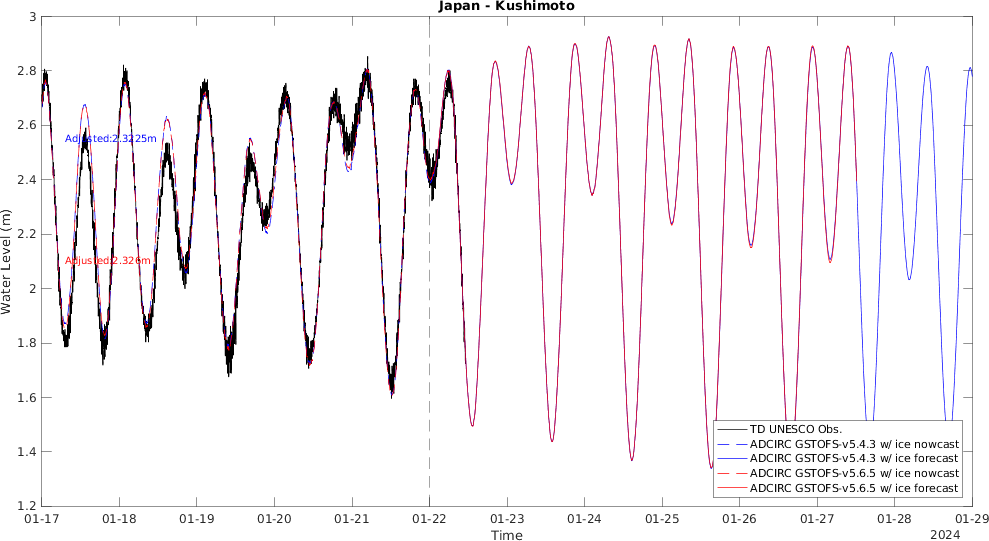 Japan - Kushimoto
Water Level (m)
3
2.8
2.6
2.4
2.2
2
1.8
1.6
1.4
1.2
Adjusted:2.3225m
Adjusted:2.326m
TD UNESCO Obs.
ADCIRC GSTOFS-v5.4.3 w/ ice nowcast
ADCIRC GSTOFS-v5.4.3 w/ ice forecast
ADCIRC GSTOFS-v5.6.5 w/ ice nowcast
ADCIRC GSTOFS-v5.6.5 w/ ice forecast
01-17 01-18 01-19 01-20 01-21 01-22 01-23 01-24 01-25 01-26 01-27 01-28 01-29
Time
2024